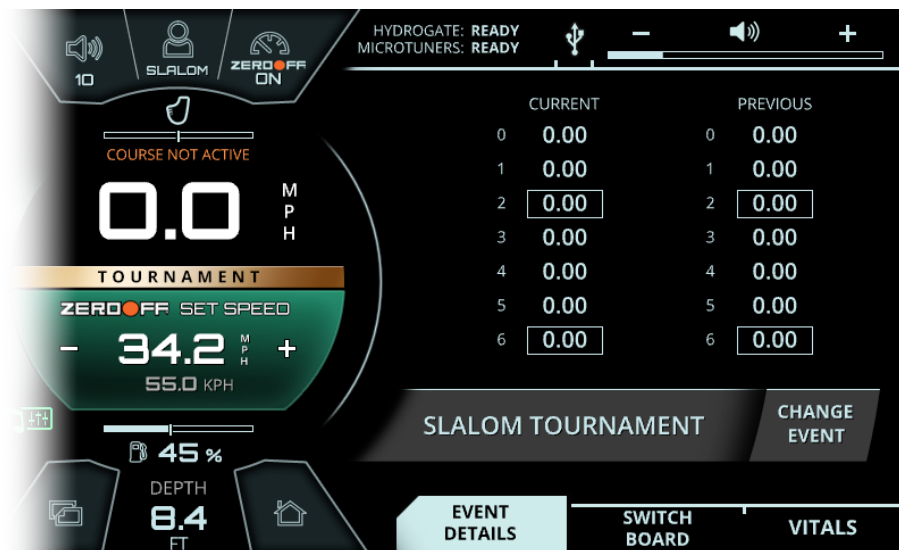 10
SLALOM
ZEROOFF
ON
COURSE NOT ACTIVE
0.0 MPH
TOURNAMENT
ZEROOFF SET SPEED
- 34.2 MPH +
55.0 KPH
45 %
DEPTH
8.4
FT
HYDROGATE: READY
MICROTUNERS: READY
- +
CURRENT PREVIOUS
0 0.00 0 0.00
1 0.00 1 0.00
2 0.00 2 0.00
3 0.00 3 0.00
4 0.00 4 0.00
5 0.00 5 0.00
6 0.00 6 0.00
SLALOM TOURNAMENT
CHANGE
EVENT
EVENT
DETAILS
SWITCH
BOARD
VITALS